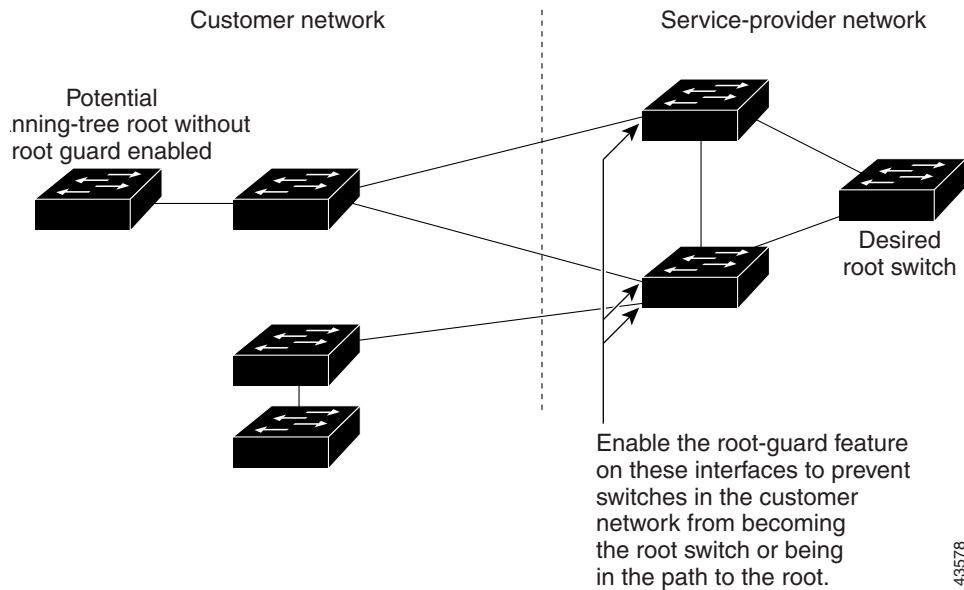 Customer network
Service-provider network
Potential
nning-tree root without
root guard enabled
Desired
root switch
Enable the root-guard feature
on these interfaces to prevent
switches in the customer
network from becoming
the root switch or being
in the path to the root.
43578